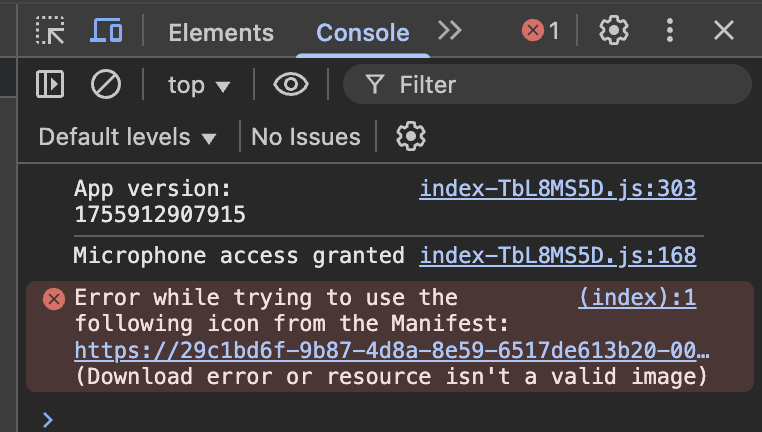 Elements Console 1
top Filter
Default levels No Issues
App version: index-TbL8MS5D.js:303
1755912907915
Microphone access granted index-TbL8MS5D.js:168
Error while trying to use the (index):1
following icon from the Manifest:
https://29c1bd6f-9b87-4d8a-8e59-6517de613b20-00…
(Download error or resource isn't a valid image)